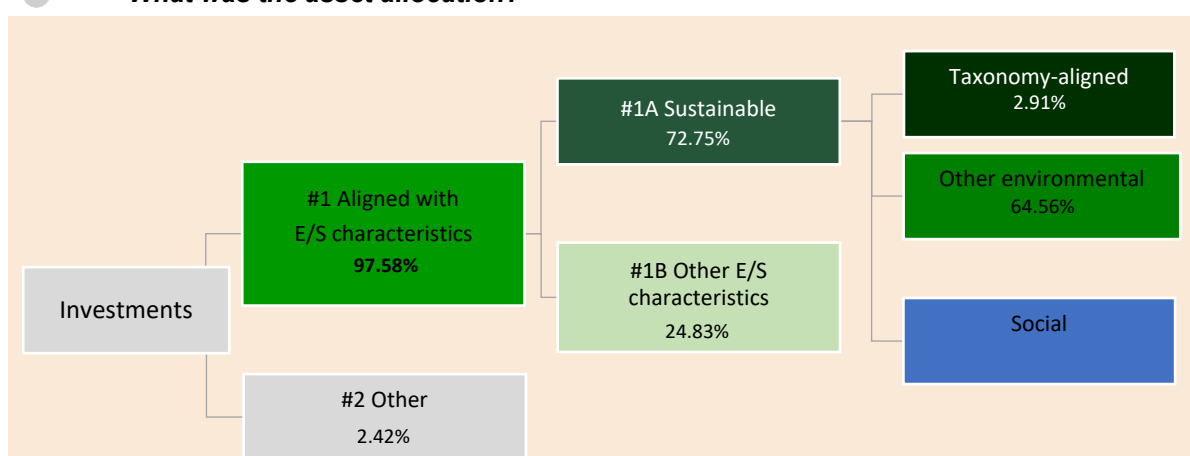 What was the asset allocation?
Taxonomy-aligned
2.91%
#1A Sustainable
72.75%
Other environmental
64.56%
#1 Aligned with
E/S characteristics
97.58%
#1B Other E/S
characteristics
24.83%
Investments
Social
#2 Other
2.42%